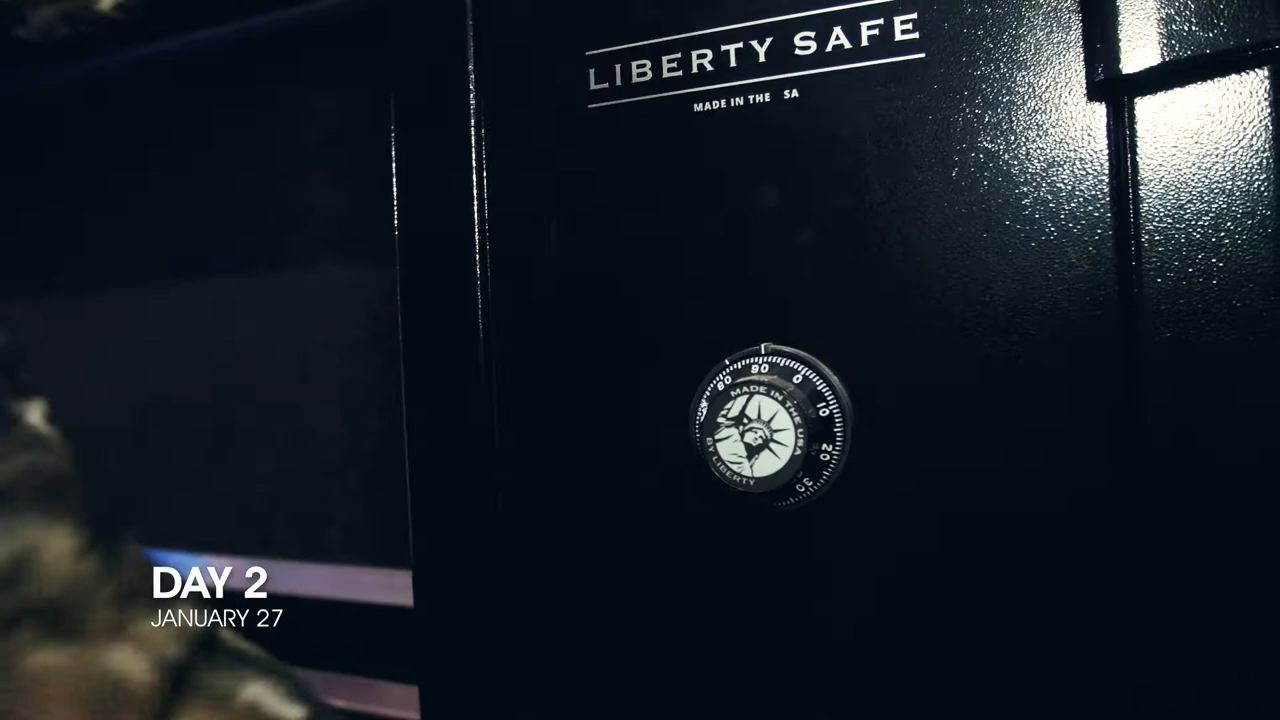 LIBERTY SAFE
MADE IN THE SA
80 90 0 10 20 30
MADE IN THE USA
BY LIBERTY
DAY 2
JANUARY 27